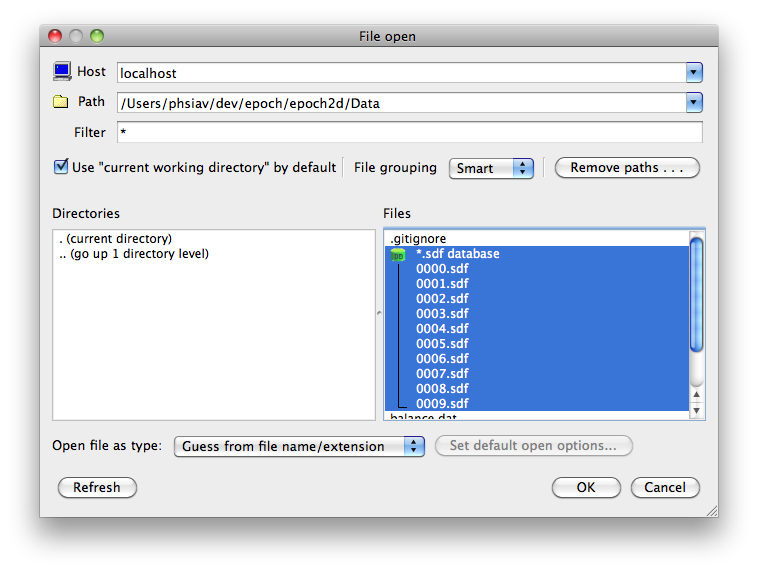 File open
Host
localhost
Path
/Users/phsiav/dev/epoch/epoch2d/Data
Filter
*
Use "current working directory" by default
File grouping
Smart
Remove paths . . .
Directories
Files
. (current directory)
.. (go up 1 directory level)
.gitignore
*.sdf database
0000.sdf
0001.sdf
0002.sdf
0003.sdf
0004.sdf
0005.sdf
0006.sdf
0007.sdf
0008.sdf
0009.sdf
balance.dat
Open file as type:
Guess from file name/extension
Set default open options...
Refresh
OK
Cancel